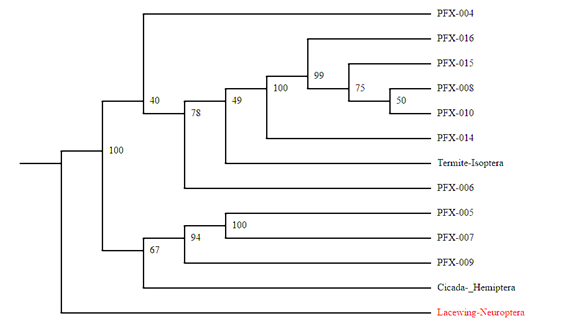 PFX-004
PFX-016
99
PFX-015
75
PFX-008
100
40
49
50
78
PFX-010
PFX-014
100
Termite-Isoptera
PFX-006
PFX-005
100
94
PFX-007
67
PFX-009
Cicada-_Hemiptera
Lacewing-Neuroptera